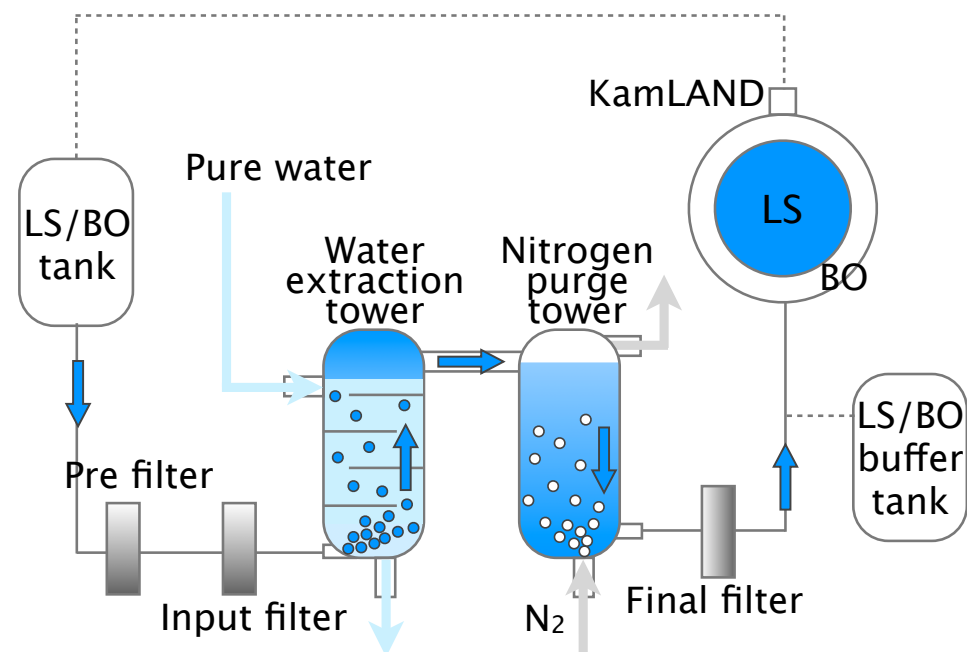 KamLAND
Pure water
LS/BO
tank
LS
BO
Water
extraction
tower
Nitrogen
purge
tower
LS/BO
buffer
tank
Pre filter
Input filter
N₂
Final filter